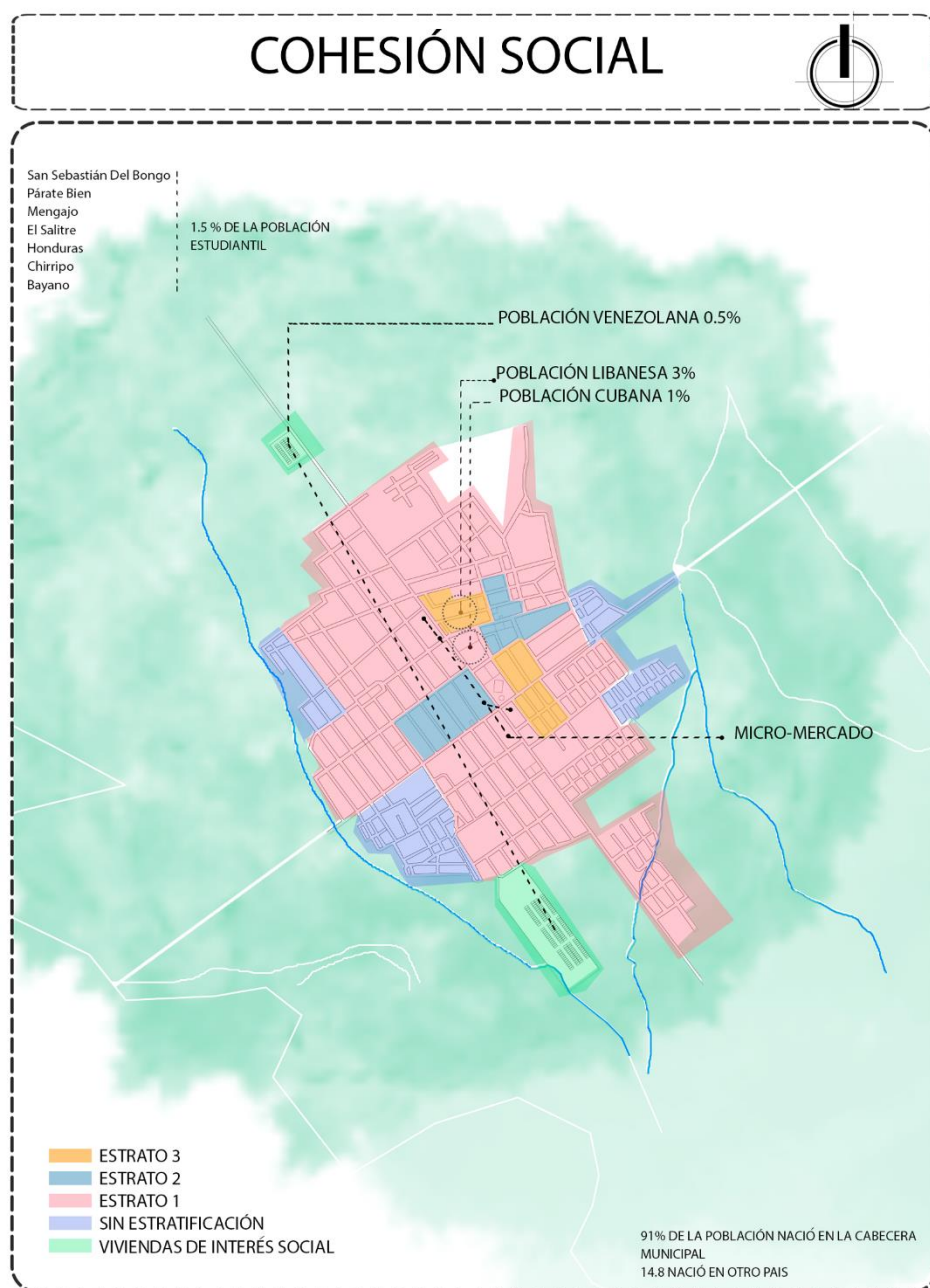 COHESIÓN SOCIAL
San Sebastián Del Bongo
Párate Bien
Mengajo
El Salitre
Honduras
Chirripo
Bayano
1.5 % DE LA POBLACIÓN
ESTUDIANTIL
POBLACIÓN VENEZOLANA 0.5%
POBLACIÓN LIBANESA 3%
POBLACIÓN CUBANA 1%
MICRO-MERCADO
ESTRATO 3
ESTRATO 2
ESTRATO 1
SIN ESTRATIFICACIÓN
VIVIENDAS DE INTERÉS SOCIAL
91% DE LA POBLACIÓN NACIÓ EN LA CABECERA
MUNICIPAL
14.8 NACIÓ EN OTRO PAIS